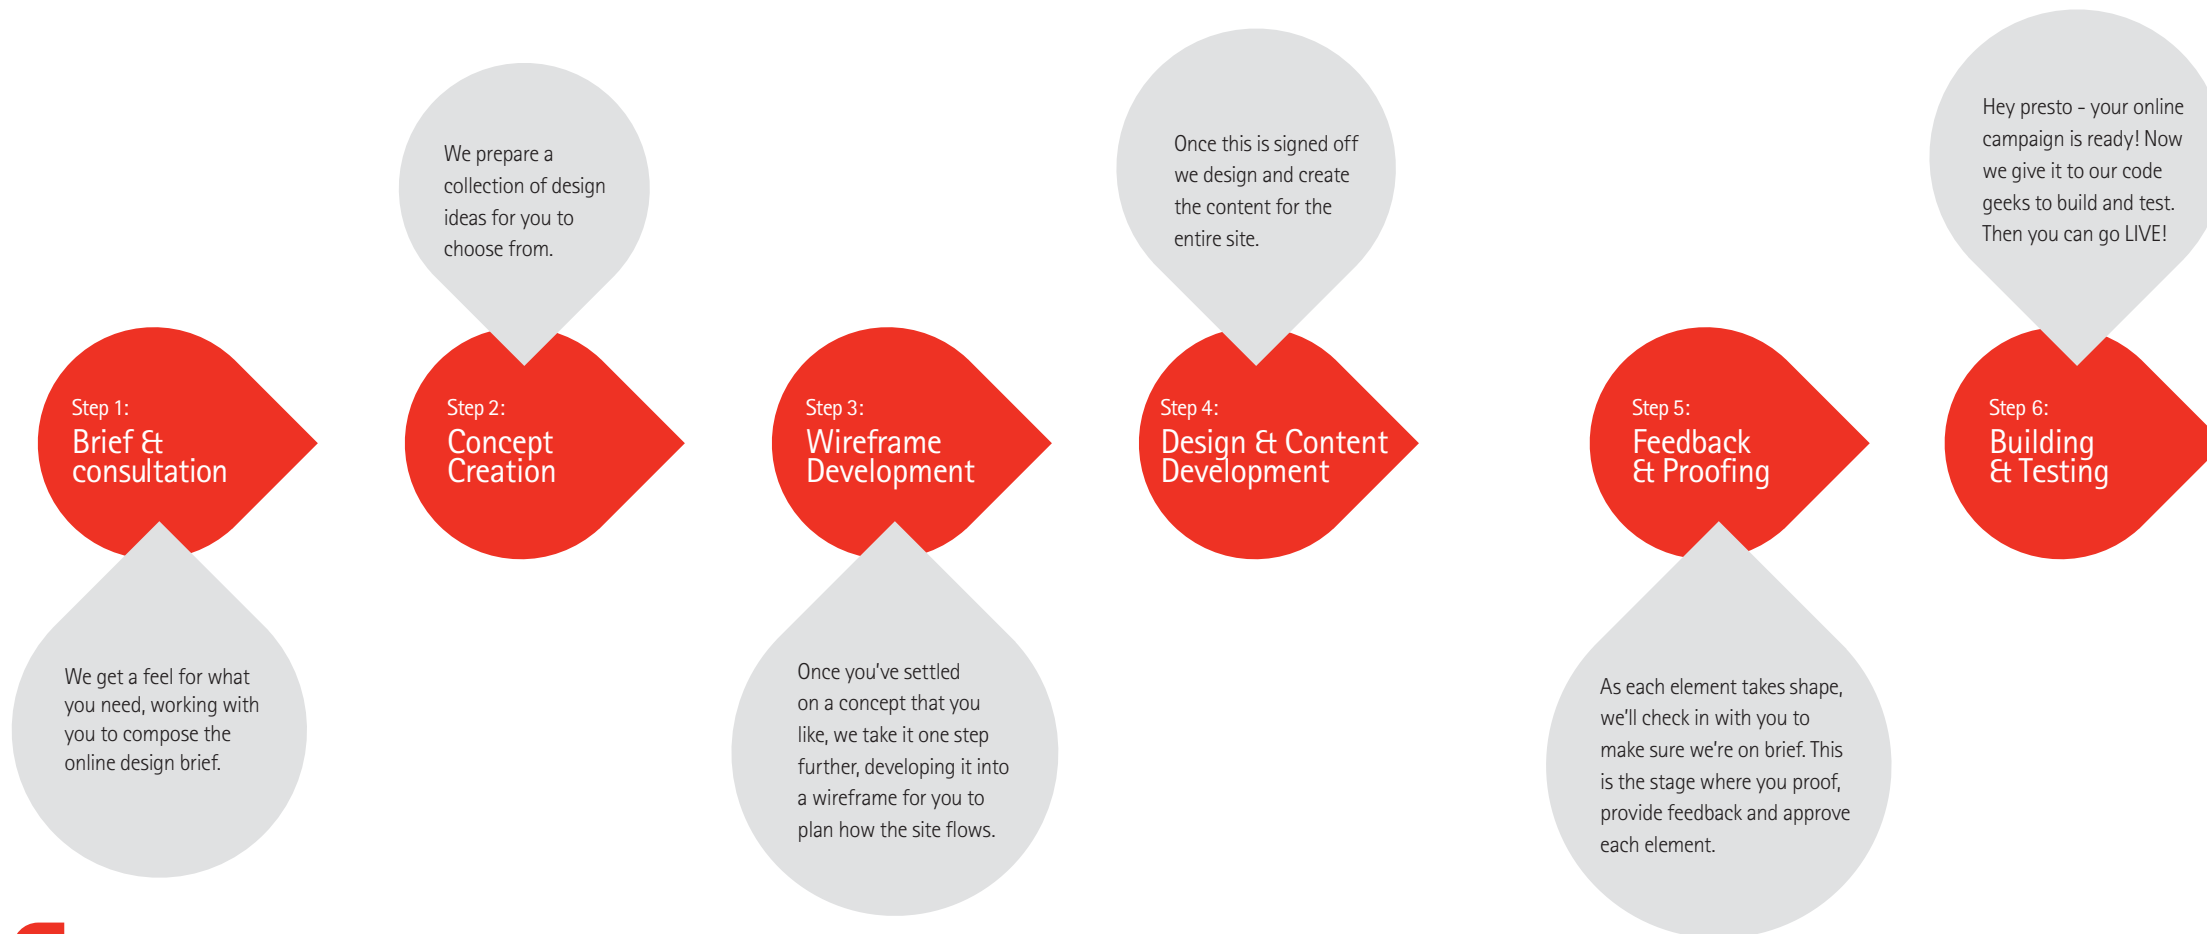 Step 1:
Brief &
consultation
We get a feel for what
you need, working with
you to compose the
online design brief.
We prepare a
collection of design
ideas for you to
choose from.
Step 2:
Concept
Creation
Step 3:
Wireframe
Development
Once you've settled
on a concept that you
like, we take it one step
further, developing it into
a wireframe for you to
plan how the site flows.
Once this is signed off
we design and create
the content for the
entire site.
Step 4:
Design & Content
Development
Step 5:
Feedback
& Proofing
As each element takes shape,
we'll check in with you to
make sure we're on brief. This
is the stage where you proof,
provide feedback and approve
each element.
Hey presto - your online
campaign is ready! Now
we give it to our code
geeks to build and test.
Then you can go LIVE!
Step 6:
Building
& Testing